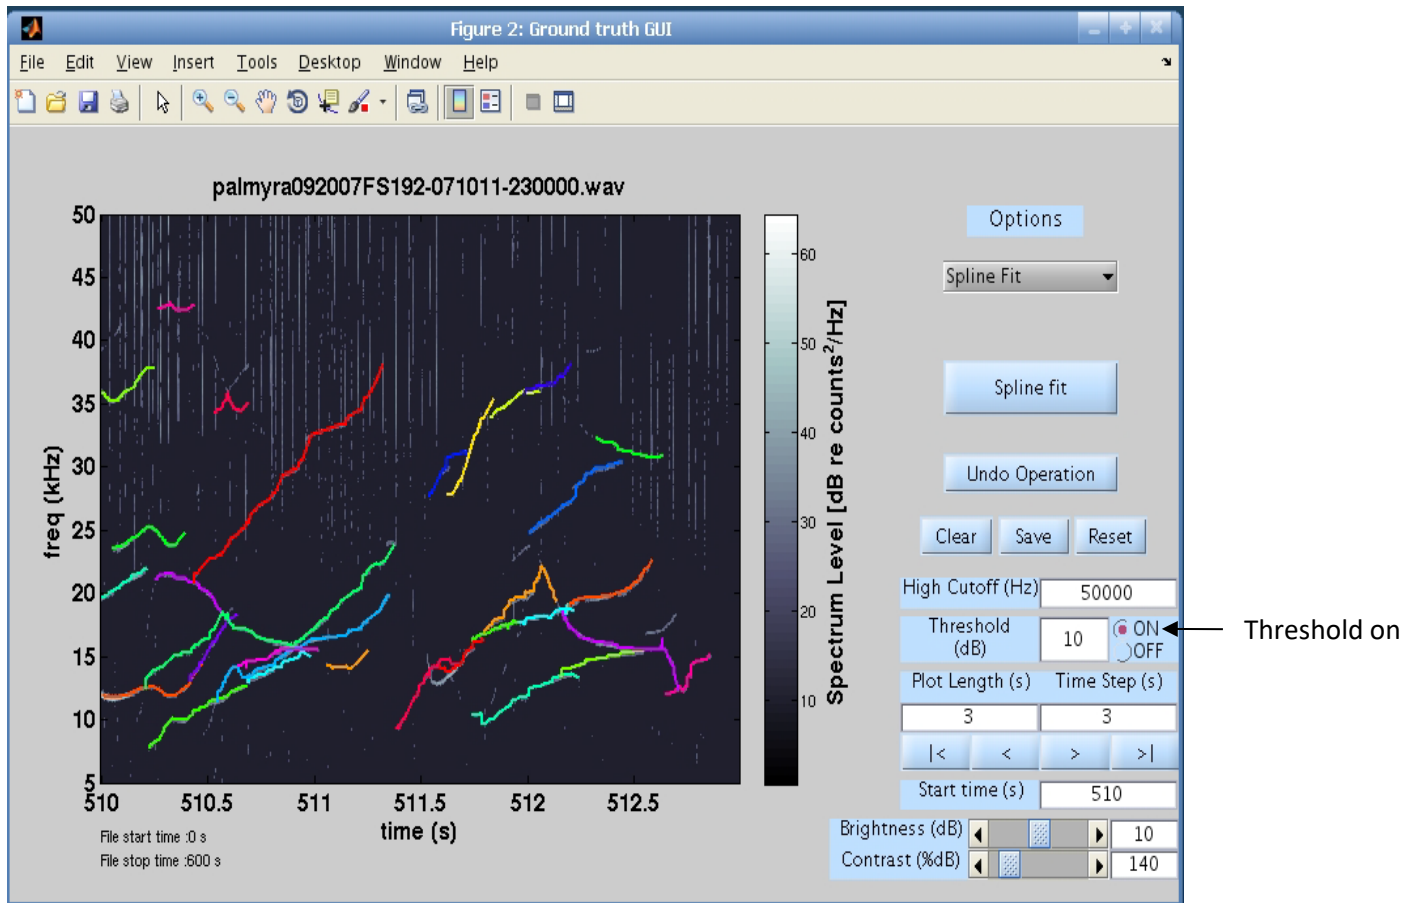 Figure 2: Ground truth GUI
File Edit View Insert Tools Desktop Window Help
palmyra092007FS192-071011-230000.wav
50
45
40
35
30
25
20
15
10
5
freq (kHz)
510 510.5 511 511.5 512 512.5
time (s)
File start time :0 s
File stop time :600 s
60
50
40
30
20
10
Spectrum Level [dB re counts²/Hz]
Options
Spline Fit
Spline fit
Undo Operation
Clear Save Reset
High Cutoff (Hz) 50000
Threshold (dB) 10 ON OFF
Threshold on
Plot Length (s) Time Step (s)
3 3
|< < > >|
Start time (s) 510
Brightness (dB) 10
Contrast (%dB) 140